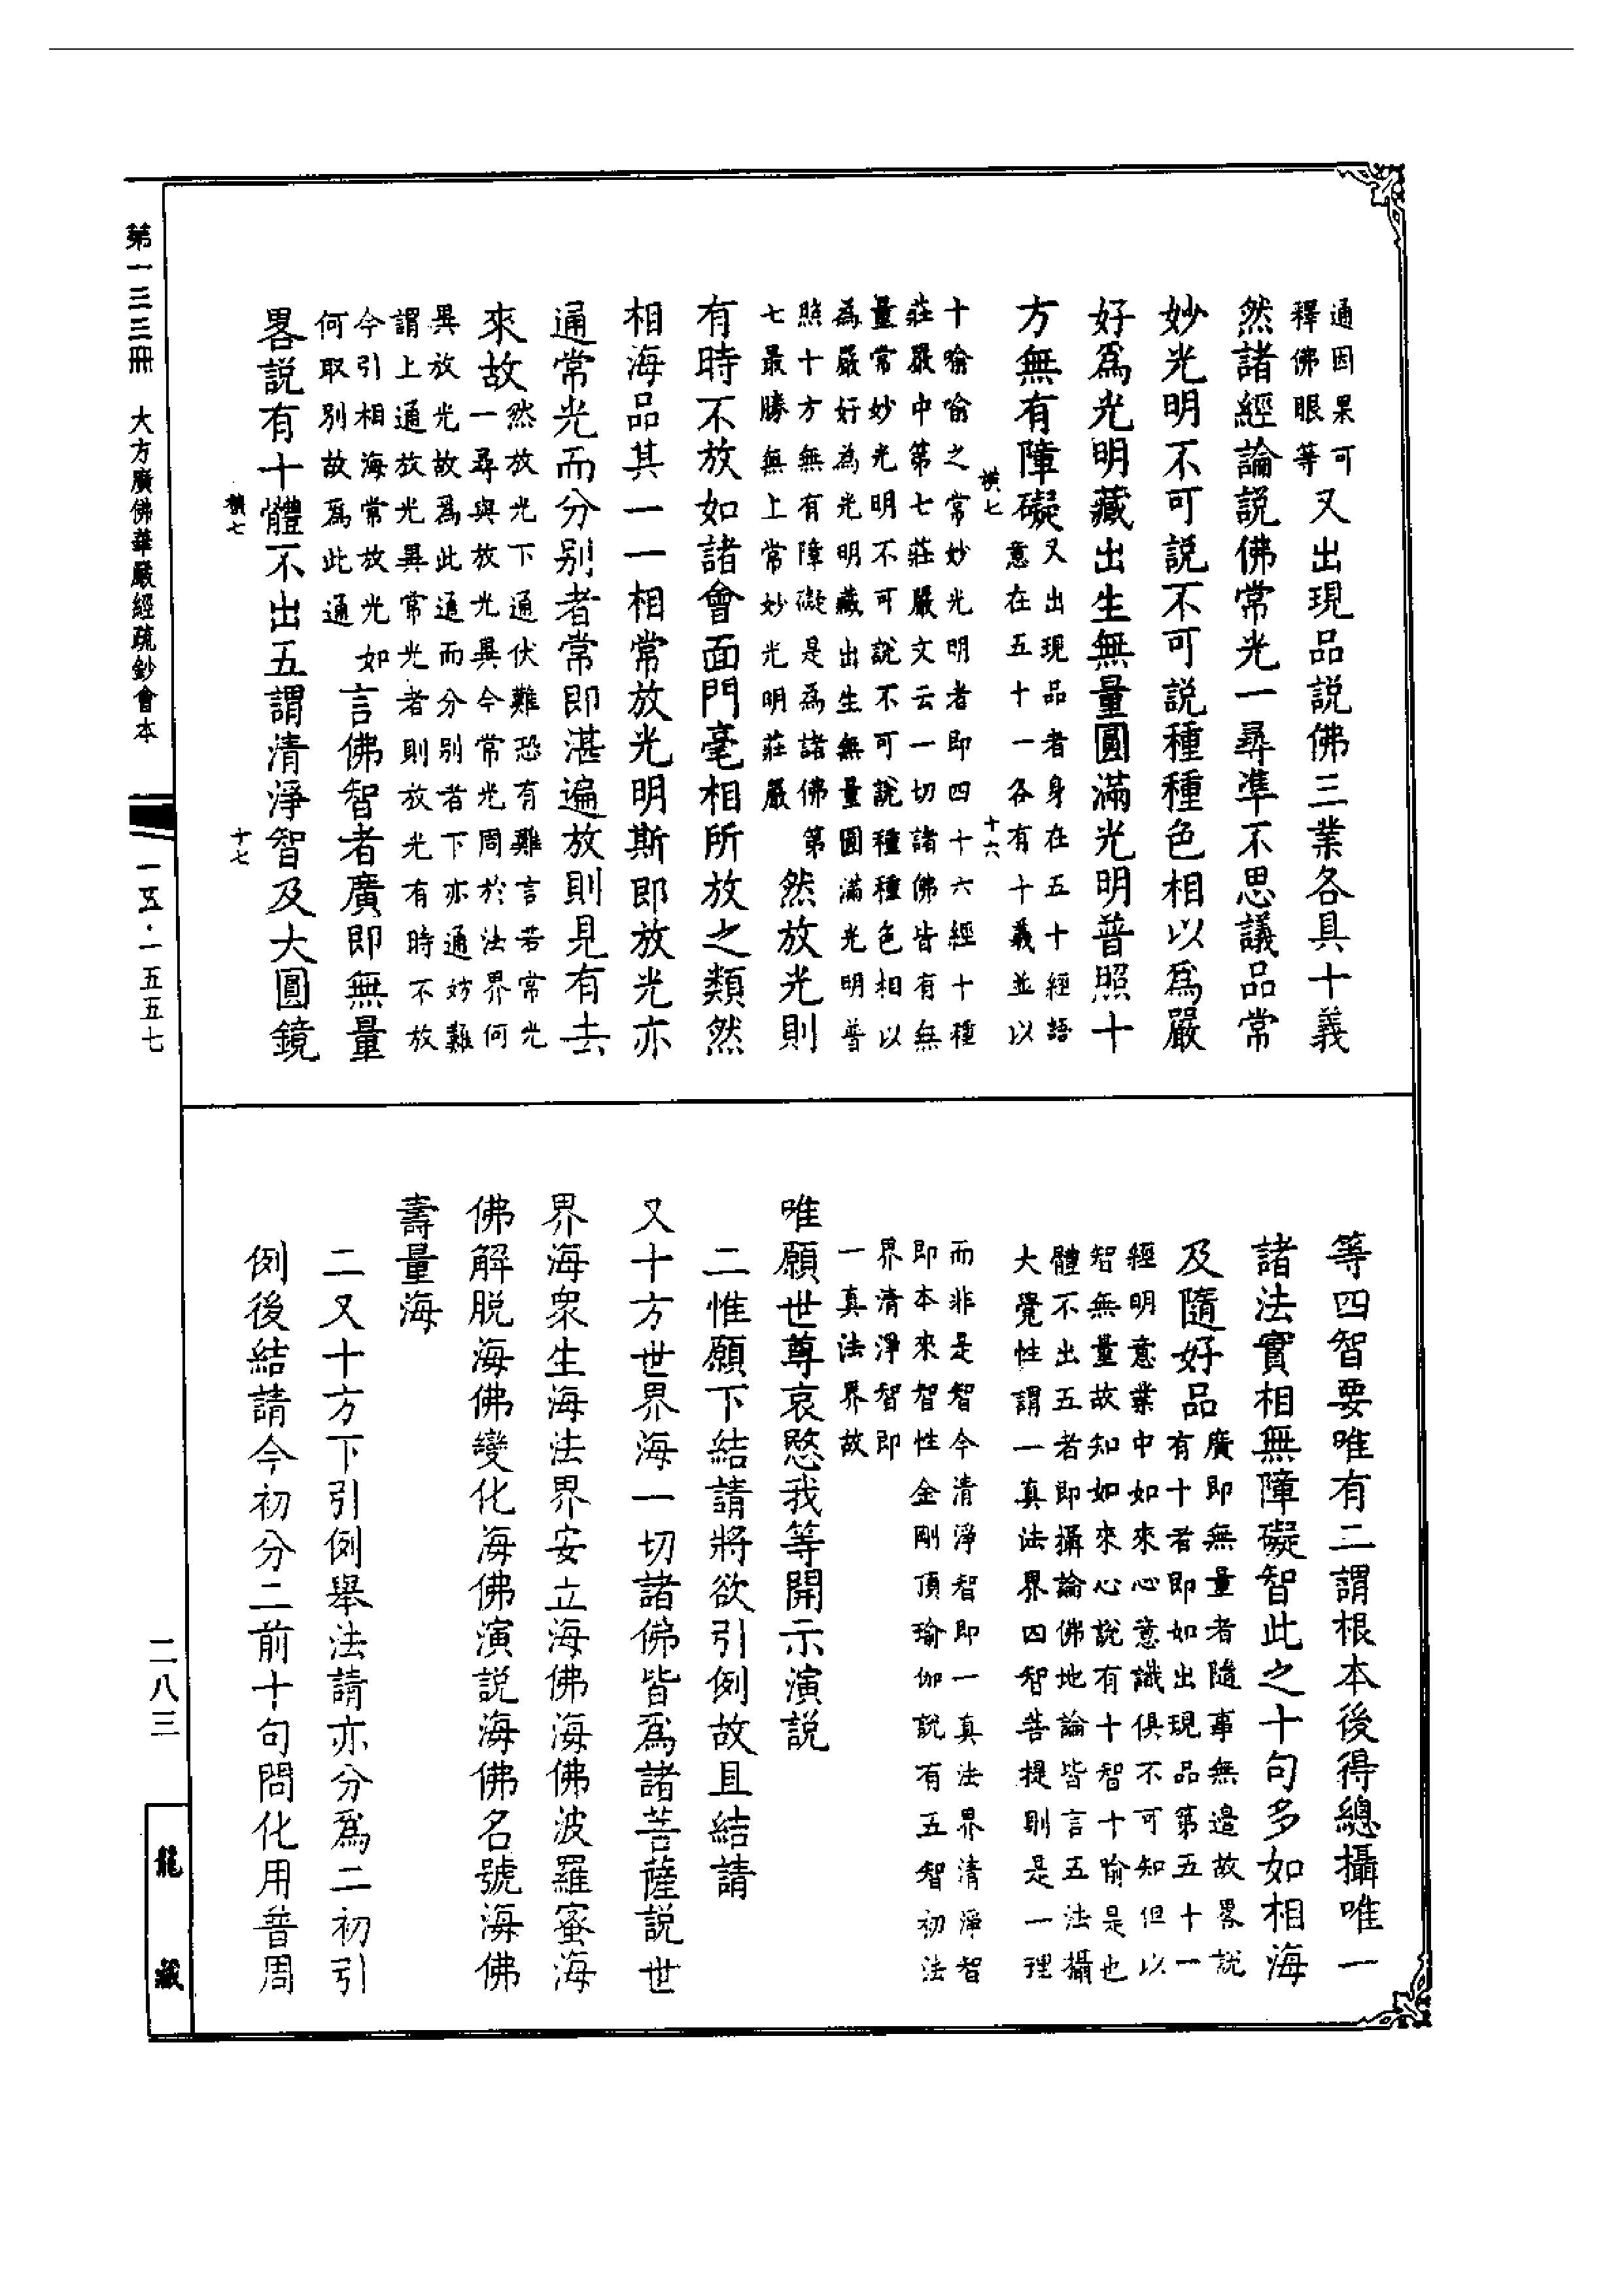 通因果可
釋佛眼等
又出現品説佛三業各具十義
然諸經論説佛常光一尋準不思議品常
妙光明不可説不可説種種色相以爲嚴
好爲光明藏出生無量圓滿光明普照十
方無有障礙
又出現品者身在五十經語
意在五十一各有十義並以
橫七
十六
十喻喻之常妙光明者即四十六經十種
莊嚴中第七莊嚴文云一切諸佛皆有無
量常妙光明不可説不可説種種色相以
為嚴好為光明藏出生無量圓滿光明普
照十方無有障礙是爲諸佛第
七最勝無上常妙光明莊嚴
然放光則
有時不放如諸會面門毫相所放之類然
相海品其一一相常放光明斯即放光亦
通常光而分别者常即湛遍放則見有去
來故
然放光下通伏難恐有難言若常光
一尋與放光異今常光周於法界何
異放光故爲此通而分别者下亦通妨難
謂上通放光異常光者則放光有時不放
今引相海常放光如
何取别故爲此通
言佛智者廣即無量
畧説有十體不出五謂清淨智及大圓鏡
橫七
十七
等四智要唯有二謂根本後得總攝唯一
諸法實相無障礙智此之十句多如相海
及隨好品
廣即無量者隨事無邊故畧説
有十者即如出現品第五十一
經明意業中如來心意識俱不可知但以
智無量故知如來心説有十智十喻是也
體不出五者即攝論佛地論皆言五法攝
大覺性謂一真法界四智菩提則是一理
而非是智今清淨智即一真法界清淨智
即本來智性金剛頂瑜伽説有五智初法
界清淨智即
一真法界故
唯願世尊哀愍我等開示演説
二惟願下結請將欲引例故且結請
又十方世界海一切諸佛皆爲諸菩薩説世
界海衆生海法界安立海佛海佛波羅蜜海
佛解脱海佛變化海佛演説海佛名號海佛
壽量海
二又十方下引例舉法請亦分爲二初引
例後結請今初分二前十句問化用普周
第一三三冊　大方廣佛華嚴經疏鈔會本
一五·一五五七
二八三
龍藏